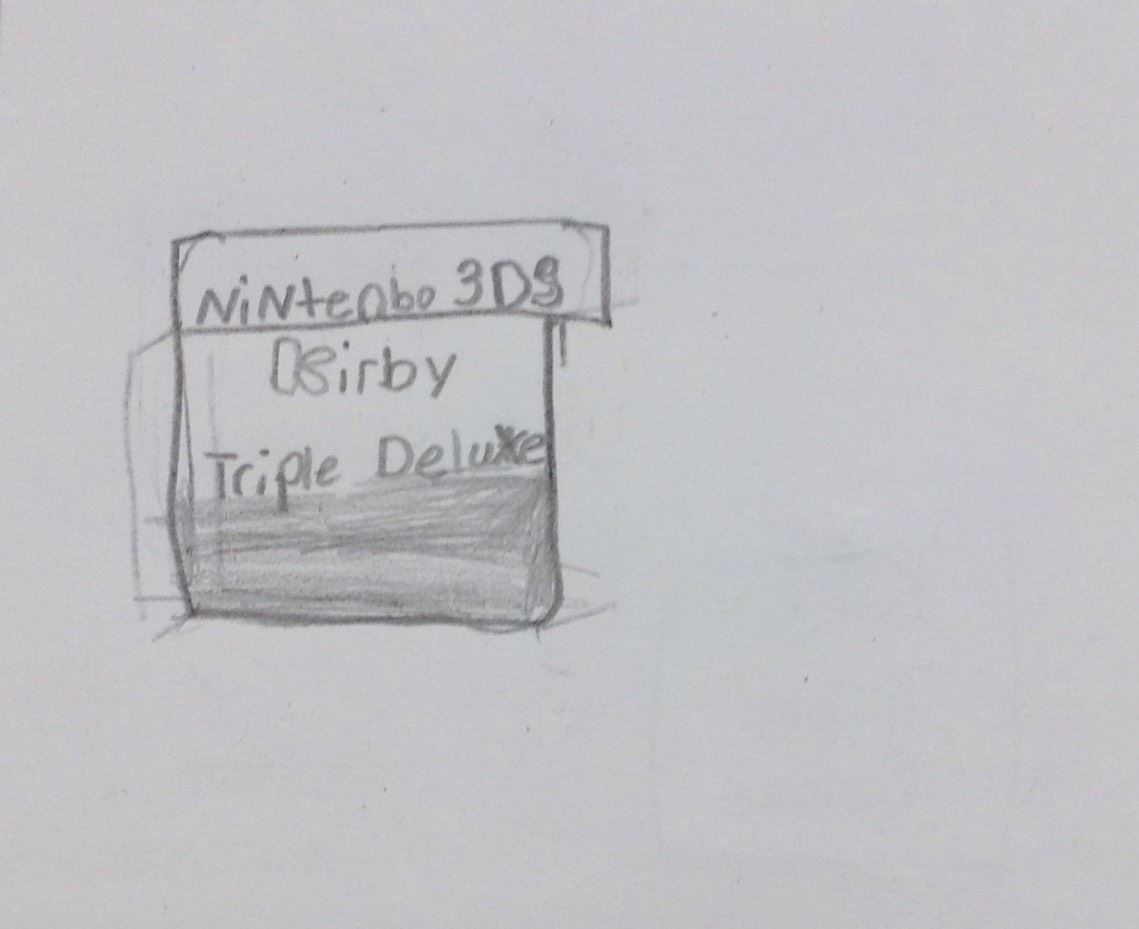 Nintenbo 3DS
Kirby
Triple Deluxe